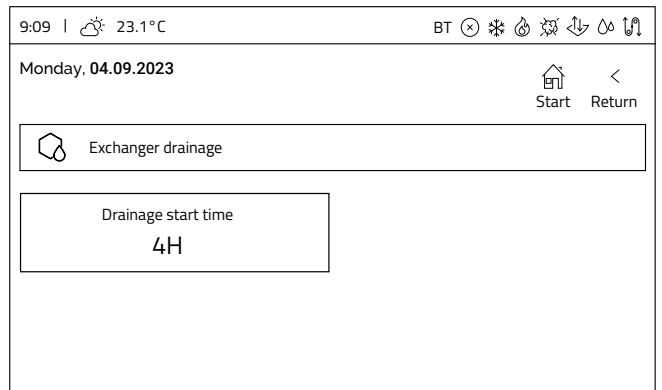 9:09 | 23.1°C BT
Monday, 04.09.2023
Start Return
Exchanger drainage
Drainage start time
4H